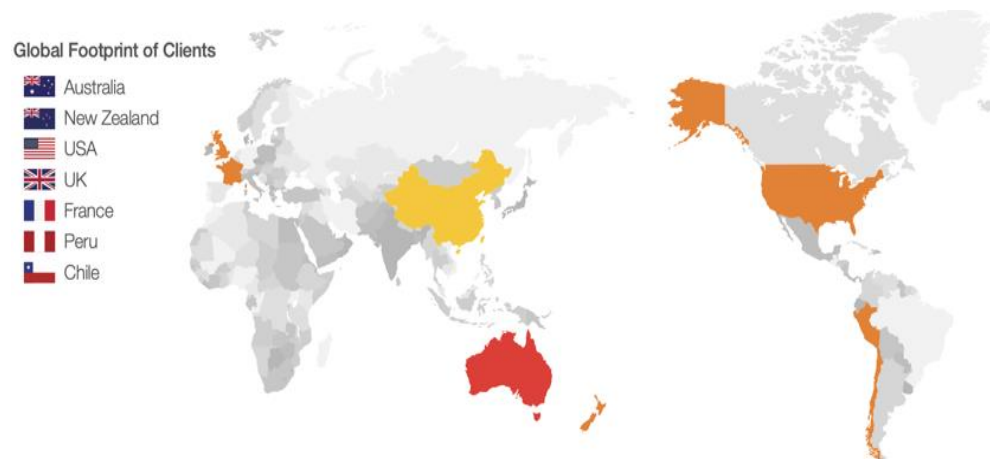 Global Footprint of Clients
Australia
New Zealand
USA
UK
France
Peru
Chile